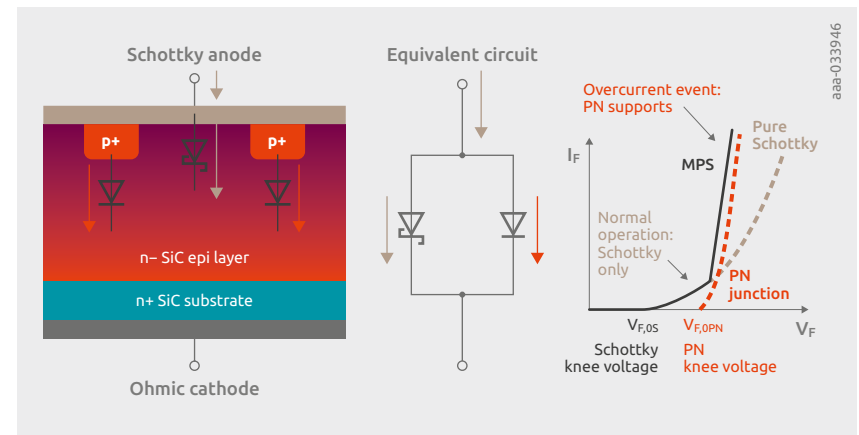 Schottky anode
p+
p+
n− SiC epi layer
n+ SiC substrate
Ohmic cathode
Equivalent circuit
aaa-033946
Overcurrent event:
PN supports
Pure
Schottky
I_F
MPS
Normal
operation:
Schottky
only
PN
junction
V_F,0S
V_F,0PN
V_F
Schottky
knee voltage
PN
knee voltage